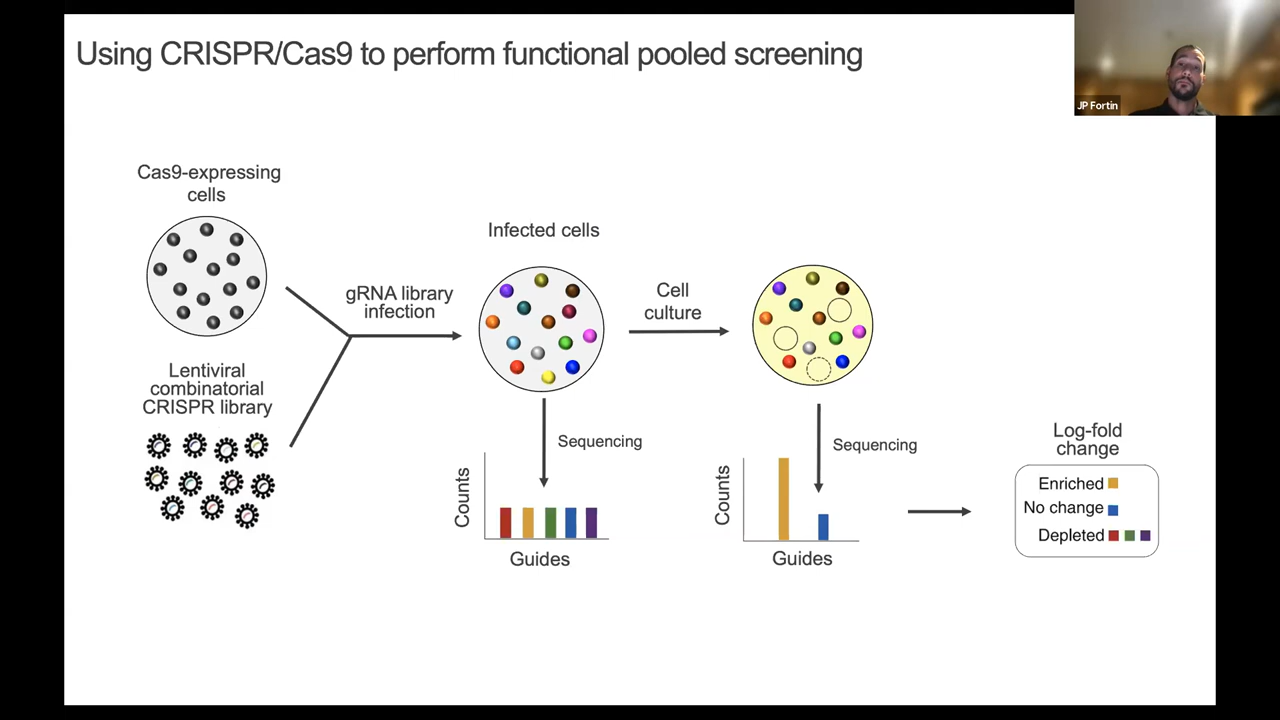 Using CRISPR/Cas9 to perform functional pooled screening
JP Fortin
Cas9-expressing
cells
Lentiviral
combinatorial
CRISPR library
gRNA library
infection
Infected cells
Cell
culture
Sequencing
Counts
Guides
Sequencing
Counts
Guides
Log-fold
change
Enriched
No change
Depleted